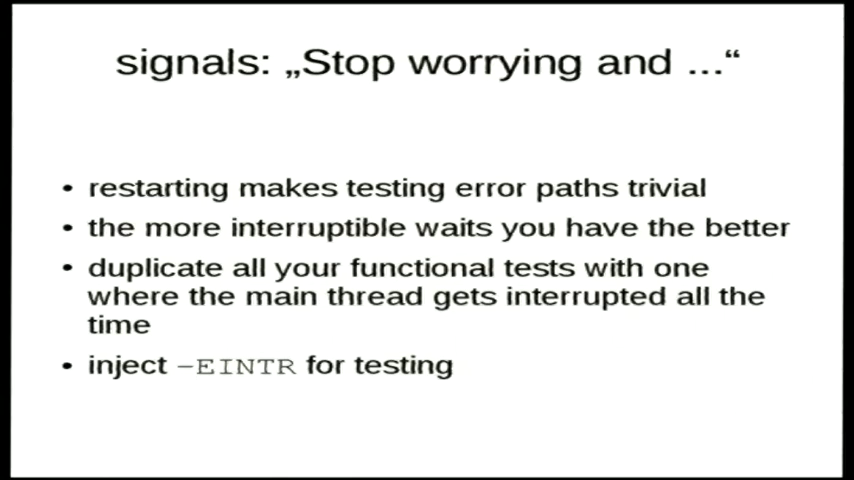 signals: „Stop worrying and ...“
• restarting makes testing error paths trivial
• the more interruptible waits you have the better
• duplicate all your functional tests with one
where the main thread gets interrupted all the
time
• inject -EINTR for testing